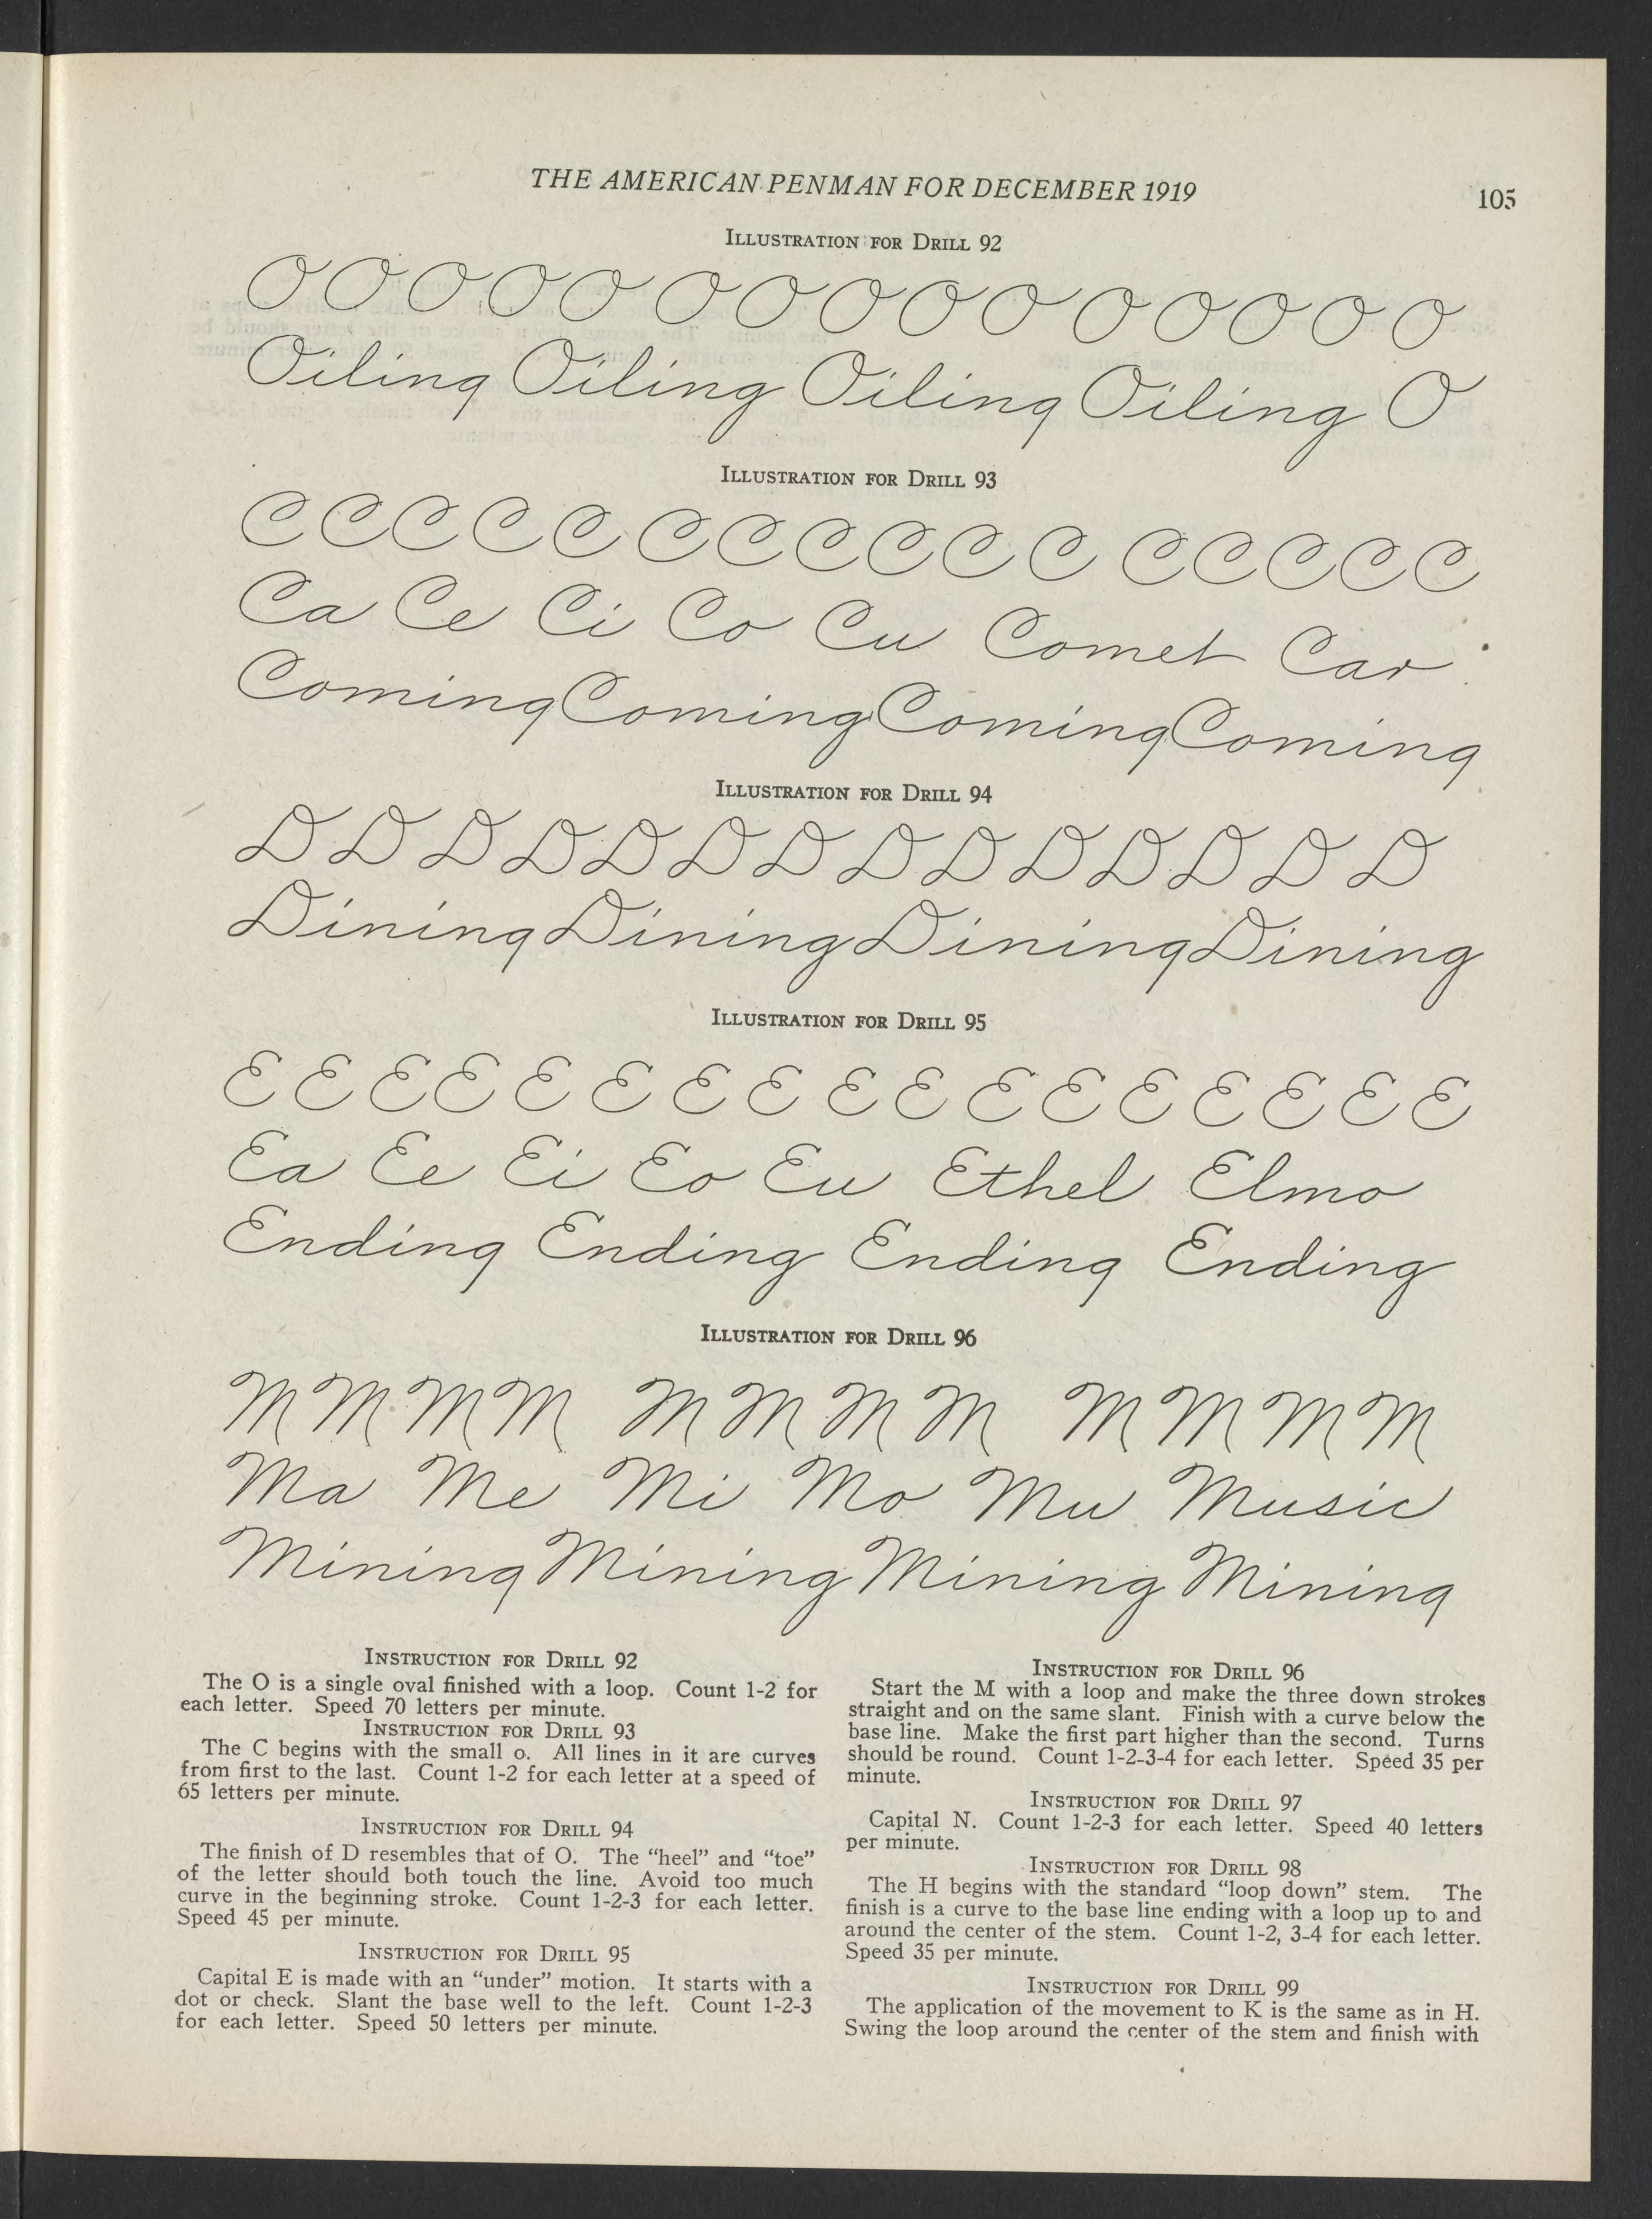 THE AMERICAN PENMAN FOR DECEMBER 1919
105
ILLUSTRATION FOR DRILL 92
O O O O O O O O O O O O O O O
Oiling Oiling Oiling Oiling O
ILLUSTRATION FOR DRILL 93
C C C C C C C C C C C C C C C C
Ca Ce Ci Co Cu Comet Car
Coming Coming Coming Coming
ILLUSTRATION FOR DRILL 94
D D D D D D D D D D D D D D
Dining Dining Dining Dining
ILLUSTRATION FOR DRILL 95
E E E E E E E E E E E E E E E E E
Ea Ee Ei Eo Eu Ethel Elmo
Ending Ending Ending Ending
ILLUSTRATION FOR DRILL 96
M M M M M M M M M M M M
Ma Me Mi Mo Mu Music
Mining Mining Mining Mining
INSTRUCTION FOR DRILL 92
The O is a single oval finished with a loop. Count 1-2 for
each letter. Speed 70 letters per minute.
INSTRUCTION FOR DRILL 93
The C begins with the small o. All lines in it are curves
from first to the last. Count 1-2 for each letter at a speed of
65 letters per minute.
INSTRUCTION FOR DRILL 94
The finish of D resembles that of O. The “heel” and “toe”
of the letter should both touch the line. Avoid too much
curve in the beginning stroke. Count 1-2-3 for each letter.
Speed 45 per minute.
INSTRUCTION FOR DRILL 95
Capital E is made with an “under” motion. It starts with a
dot or check. Slant the base well to the left. Count 1-2-3
for each letter. Speed 50 letters per minute.
INSTRUCTION FOR DRILL 96
Start the M with a loop and make the three down strokes
straight and on the same slant. Finish with a curve below the
base line. Make the first part higher than the second. Turns
should be round. Count 1-2-3-4 for each letter. Speed 35 per
minute.
INSTRUCTION FOR DRILL 97
Capital N. Count 1-2-3 for each letter. Speed 40 letters
per minute.
INSTRUCTION FOR DRILL 98
The H begins with the standard “loop down” stem. The
finish is a curve to the base line ending with a loop up to and
around the center of the stem. Count 1-2, 3-4 for each letter.
Speed 35 per minute.
INSTRUCTION FOR DRILL 99
The application of the movement to K is the same as in H.
Swing the loop around the center of the stem and finish with